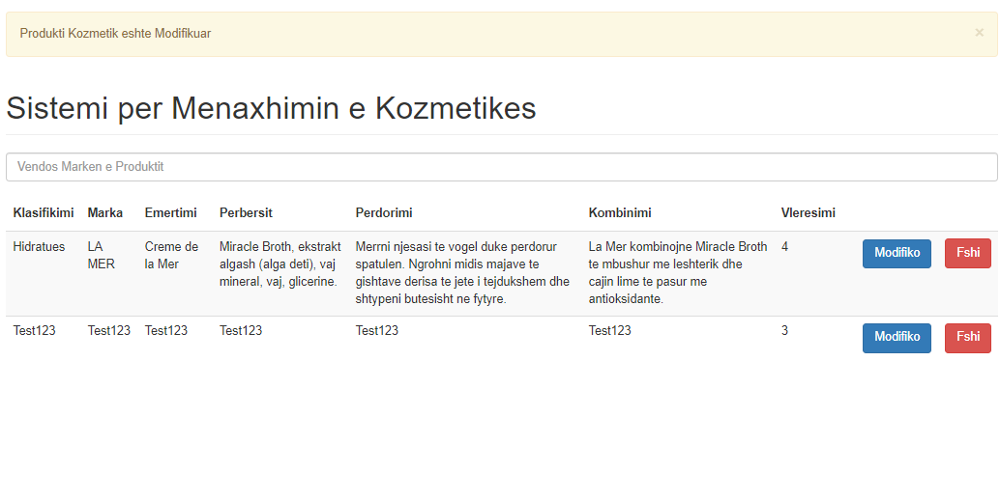 Produkti Kozmetik eshte Modifikuar ×
Sistemi per Menaxhimin e Kozmetikes
Vendos Marken e Produktit
Klasifikimi Marka Emertimi Perbersit Perdorimi Kombinimi Vleresimi
Hidratues LA Creme de Miracle Broth, ekstrakt Merrni njesasi te vogel duke perdorur La Mer kombinojne Miracle Broth 4 Modifiko Fshi
MER la Mer algash (alga deti), vaj spatulen. Ngrohni midis majave te te mbushur me leshterik dhe
mineral, vaj, glicerine. gishtave derisa te jete i tejdukshem dhe cajin lime te pasur me
shtypeni butesisht ne fytyre. antioksidante.
Test123 Test123 Test123 Test123 Test123 Test123 3 Modifiko Fshi